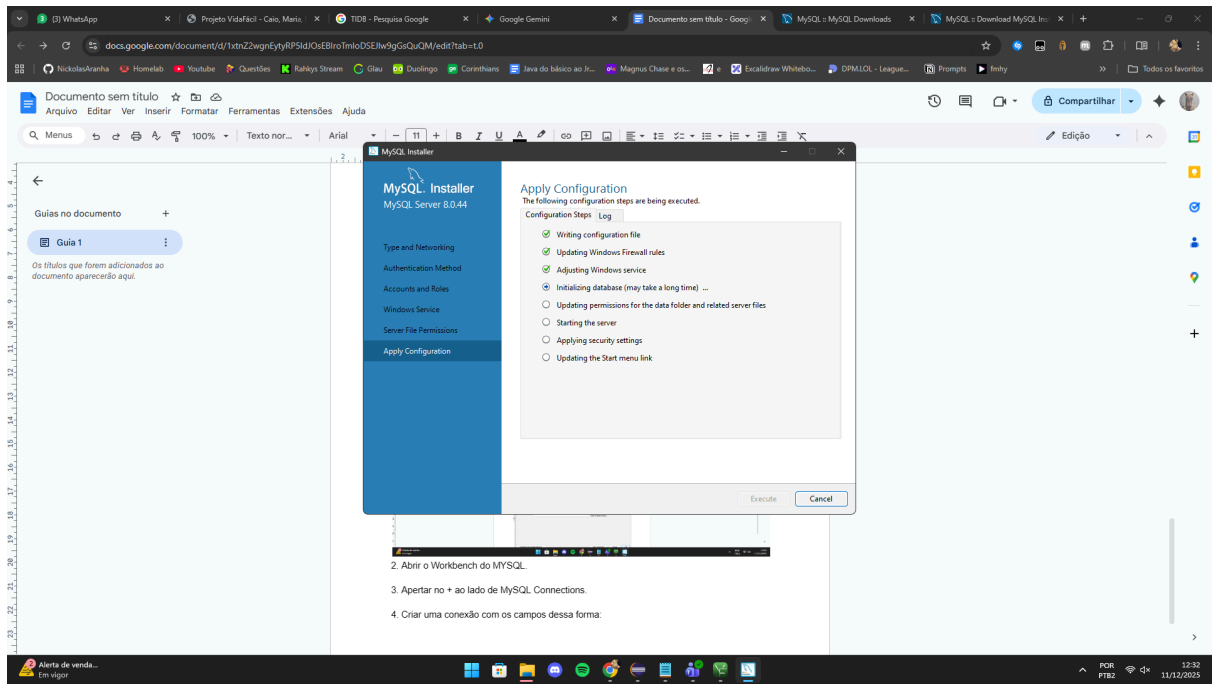 (3) WhatsApp
Projeto VidaFácil - Caio, Maria,
TIDB - Pesquisa Google
Google Gemini
Documento sem título - Goog
MySQL :: MySQL Downloads
MySQL :: Download MySQL Ins
docs.google.com/document/d/1xtnZ2wgnEytyRPSIdJOsEBIroTmIoDSEJIw9gGsQuQM/edit?tab=t.0
NickolasAranha
Homelab
Youtube
Questões
Rahkys Stream
Glau
Duolingo
Corinthians
Java do básico ao Jr...
Magnus Chase e os...
e
Excalidraw Whitebo...
DPM.LOL - League...
Prompts
fmhy
Todos os favoritos
Documento sem título
Arquivo Editar Ver Inserir Formatar Ferramentas Extensões Ajuda
Compartilhar
Menus
100%
Texto nor...
Arial
11
B I U A
Edição
Guias no documento
Guia 1
Os títulos que forem adicionados ao
documento aparecerão aqui.
MySQL Installer
MySQL. Installer
MySQL Server 8.0.44
Type and Networking
Authentication Method
Accounts and Roles
Windows Service
Server File Permissions
Apply Configuration
Apply Configuration
The following configuration steps are being executed.
Configuration Steps
Log
Writing configuration file
Updating Windows Firewall rules
Adjusting Windows service
Initializing database (may take a long time) ...
Updating permissions for the data folder and related server files
Starting the server
Applying security settings
Updating the Start menu link
Execute
Cancel
2. Abrir o Workbench do MYSQL.
3. Apertar no + ao lado de MySQL Connections.
4. Criar uma conexão com os campos dessa forma:
2
Alerta de venda...
Em vigor
POR
PTB2
12:32
11/12/2025